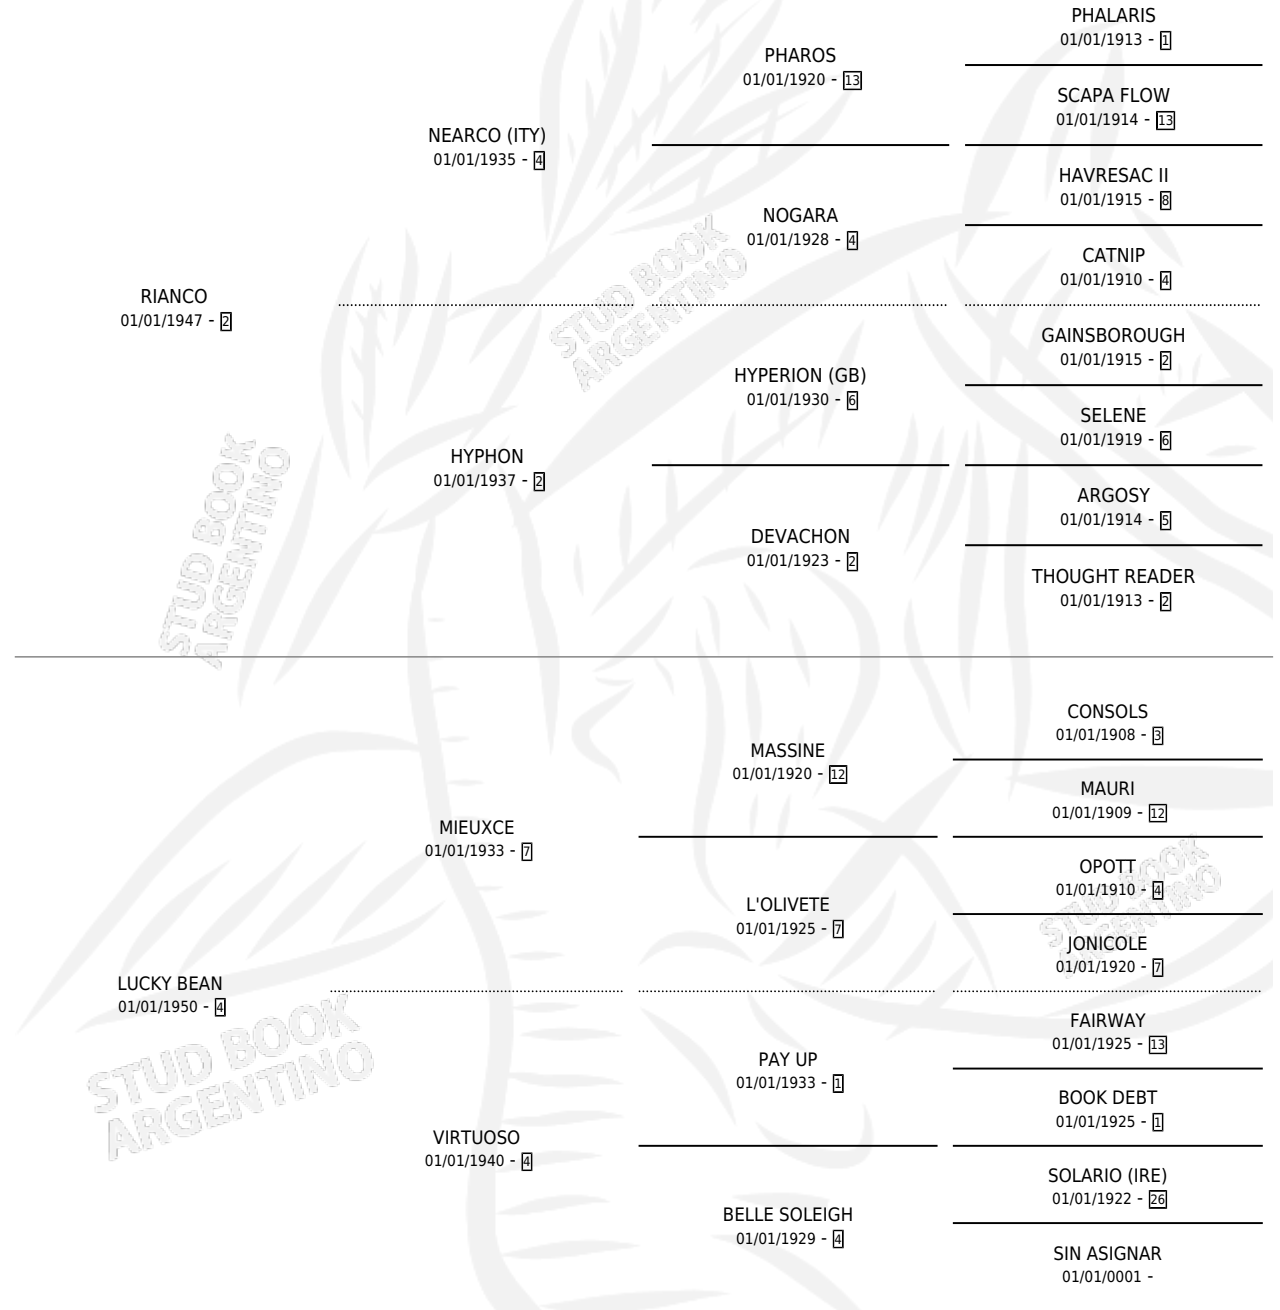 PHALARIS
01/01/1913 - 1
PHAROS
01/01/1920 - 13
SCAPA FLOW
01/01/1914 - 13
NEARCO (ITY)
01/01/1935 - 4
HAVRESAC II
01/01/1915 - 8
NOGARA
01/01/1928 - 4
CATNIP
01/01/1910 - 4
RIANCO
01/01/1947 - 2
GAINSBOROUGH
01/01/1915 - 2
HYPERION (GB)
01/01/1930 - 6
SELENE
01/01/1919 - 6
HYPHON
01/01/1937 - 2
ARGOSY
01/01/1914 - 5
DEVACHON
01/01/1923 - 2
THOUGHT READER
01/01/1913 - 2
CONSOLS
01/01/1908 - 3
MASSINE
01/01/1920 - 12
MAURI
01/01/1909 - 12
MIEUXCE
01/01/1933 - 7
OPOTT
01/01/1910 - 4
L'OLIVETE
01/01/1925 - 7
JONICOLE
01/01/1920 - 7
LUCKY BEAN
01/01/1950 - 4
FAIRWAY
01/01/1925 - 13
PAY UP
01/01/1933 - 1
BOOK DEBT
01/01/1925 - 1
VIRTUOSO
01/01/1940 - 4
SOLARIO (IRE)
01/01/1922 - 26
BELLE SOLEIGH
01/01/1929 - 4
SIN ASIGNAR
01/01/0001 -
STUD BOOK
ARGENTINO
STUD BOOK
ARGENTINO
STUD BOOK
ARGENTINO
STUD BOOK
ARGENTINO